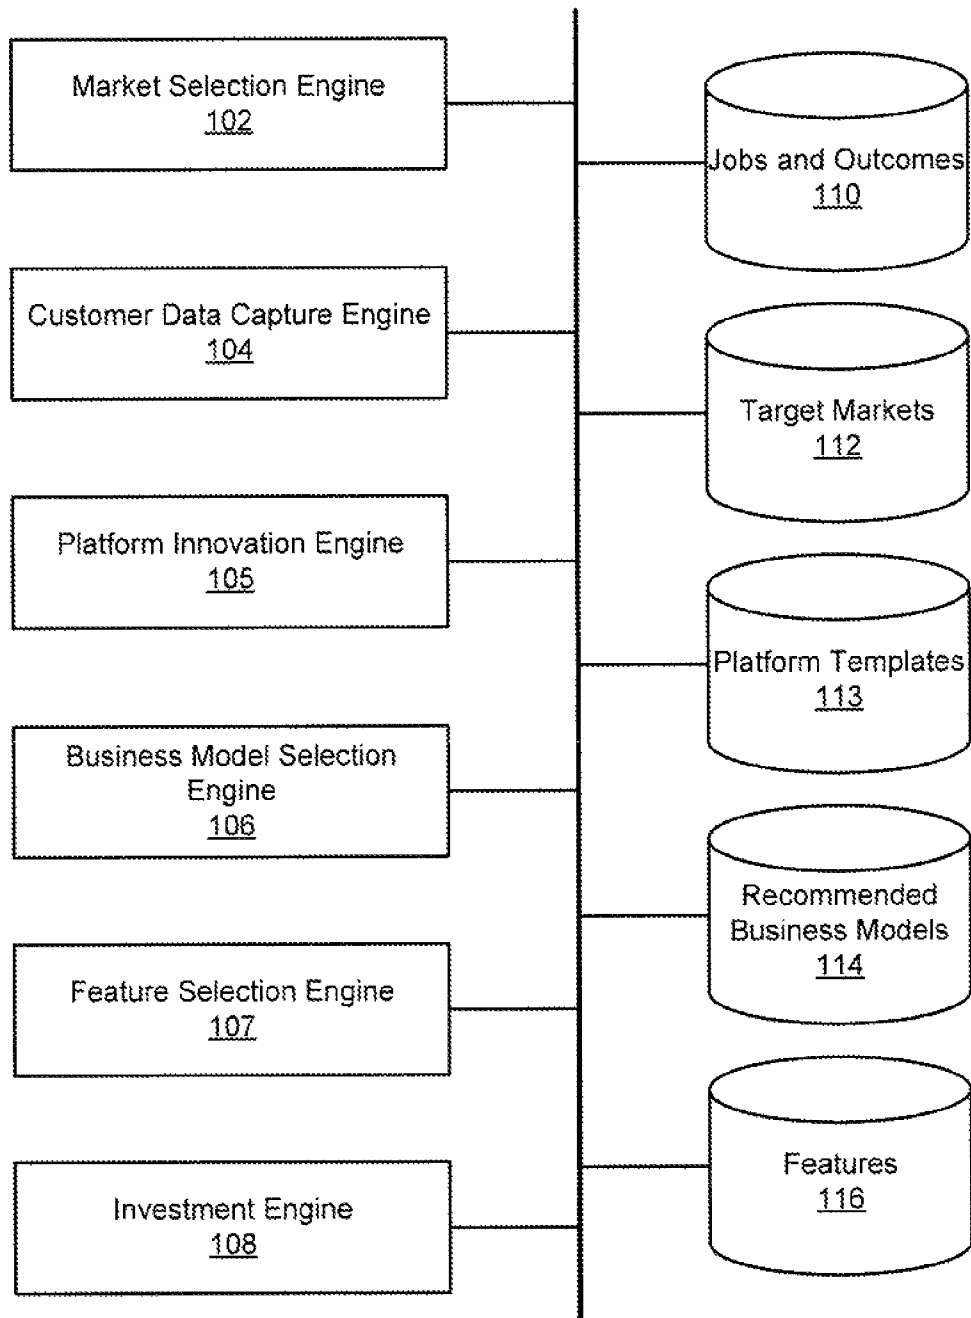 Market Selection Engine
102
Customer Data Capture Engine
104
Platform Innovation Engine
105
Business Model Selection
Engine
106
Feature Selection Engine
107
Investment Engine
108
Jobs and Outcomes
110
Target Markets
112
Platform Templates
113
Recommended
Business Models
114
Features
116